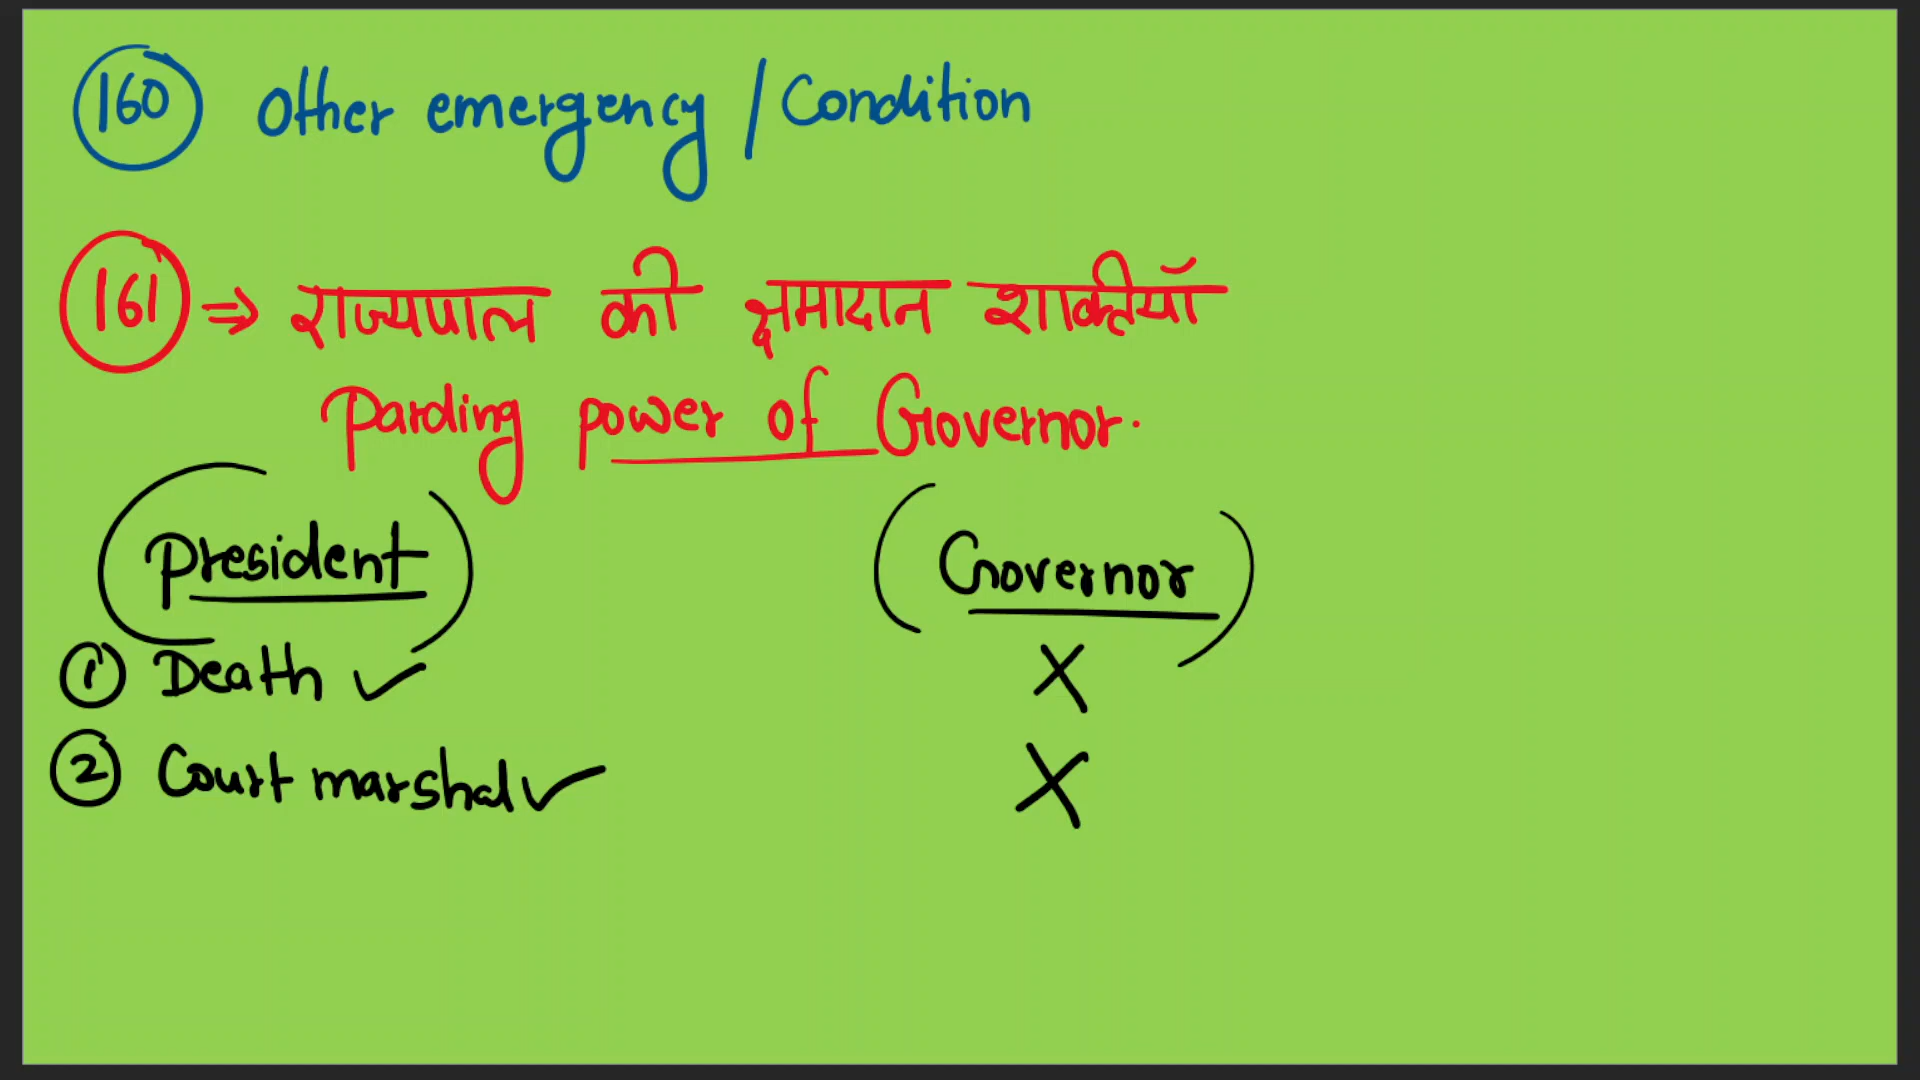 160 Other emergency / Condition
161 ⇒ राज्यपाल की क्षमादान शक्तियाँ
Parding power of Governor.
President Governor
1 Death ✓ X
2 Court marshal ✓ X